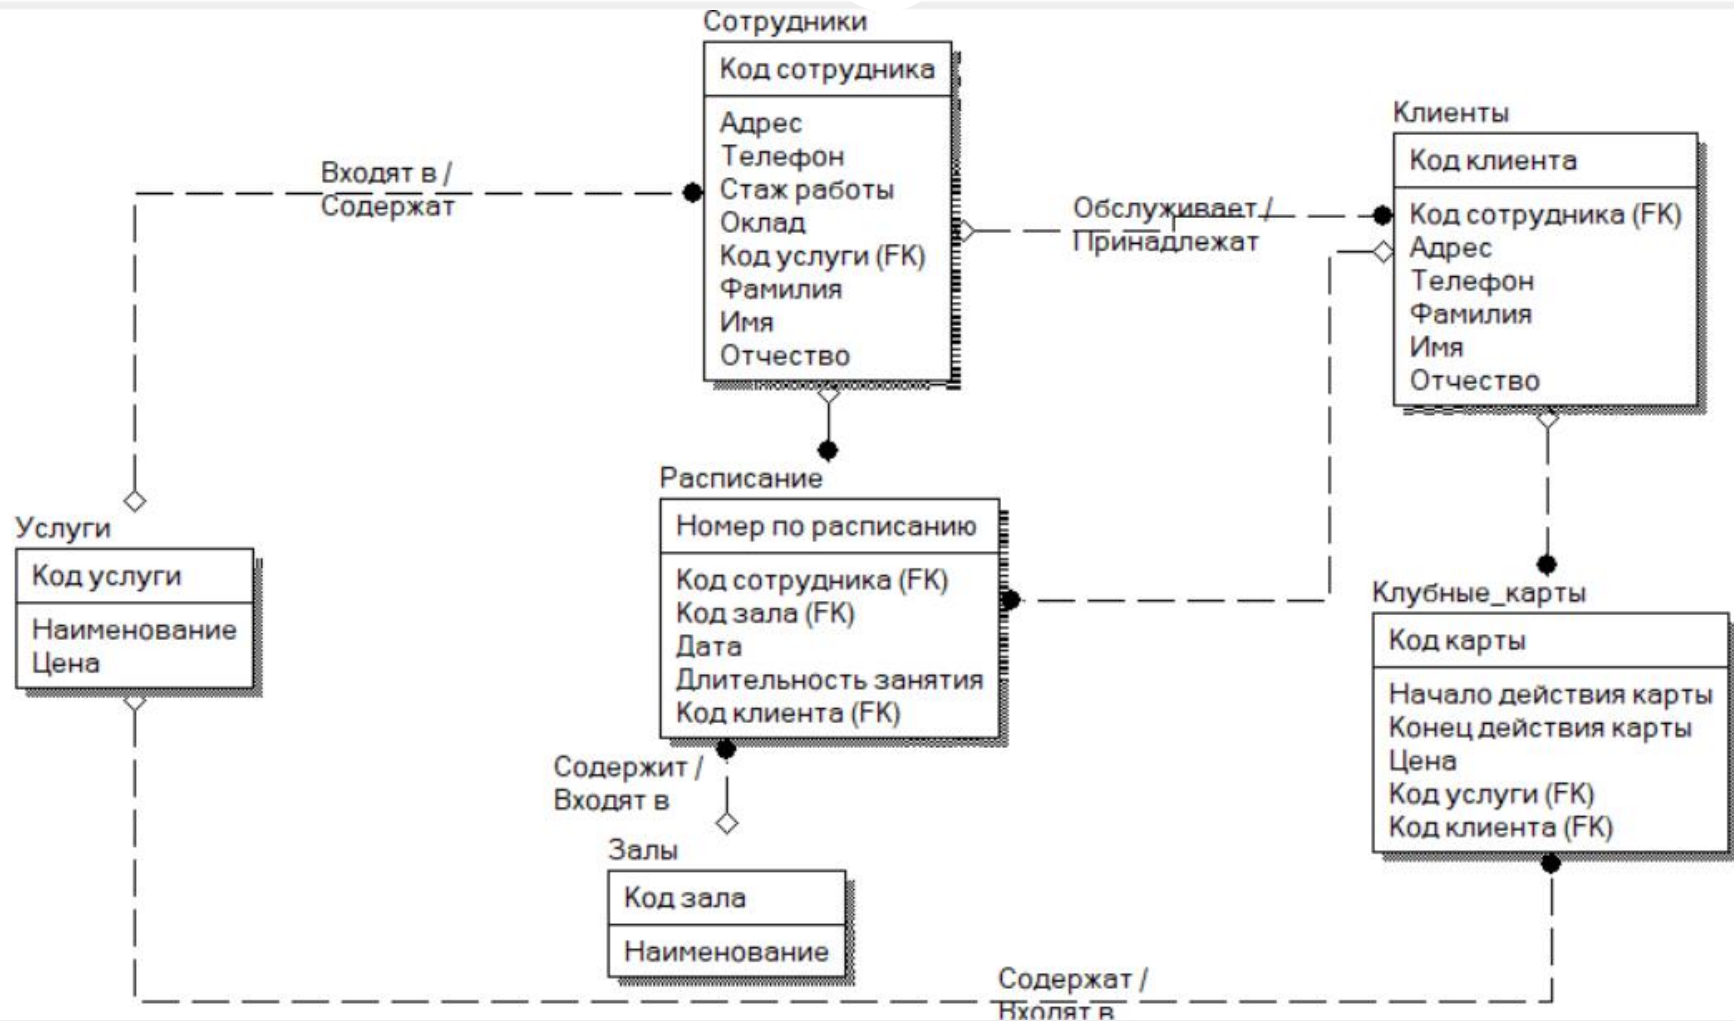 Сотрудники
Код сотрудника
Адрес
Телефон
Стаж работы
Оклад
Код услуги (FK)
Фамилия
Имя
Отчество
Клиенты
Код клиента
Код сотрудника (FK)
Адрес
Телефон
Фамилия
Имя
Отчество
Входят в /
Содержат
Обслуживает /
Принадлежат
Расписание
Номер по расписанию
Код сотрудника (FK)
Код зала (FK)
Дата
Длительность занятия
Код клиента (FK)
Услуги
Код услуги
Наименование
Цена
Клубные_карты
Код карты
Начало действия карты
Конец действия карты
Цена
Код услуги (FK)
Код клиента (FK)
Содержит /
Входят в
Залы
Код зала
Наименование
Содержат /
Входят в